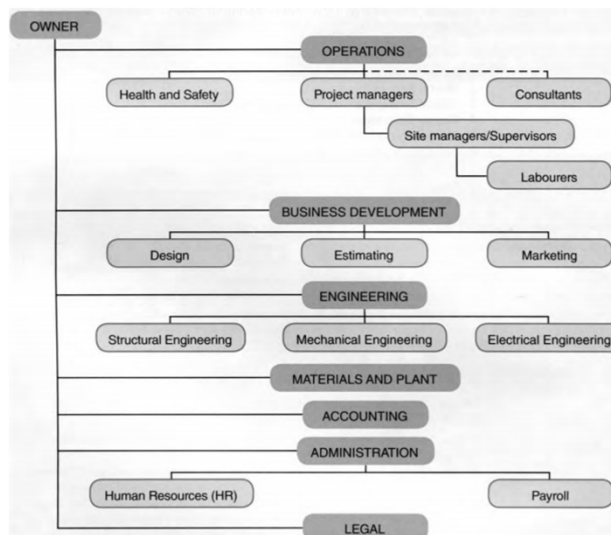 OWNER
OPERATIONS
Health and Safety
Project managers
Consultants
Site managers/Supervisors
Labourers
BUSINESS DEVELOPMENT
Design
Estimating
Marketing
ENGINEERING
Structural Engineering
Mechanical Engineering
Electrical Engineering
MATERIALS AND PLANT
ACCOUNTING
ADMINISTRATION
Human Resources (HR)
Payroll
LEGAL